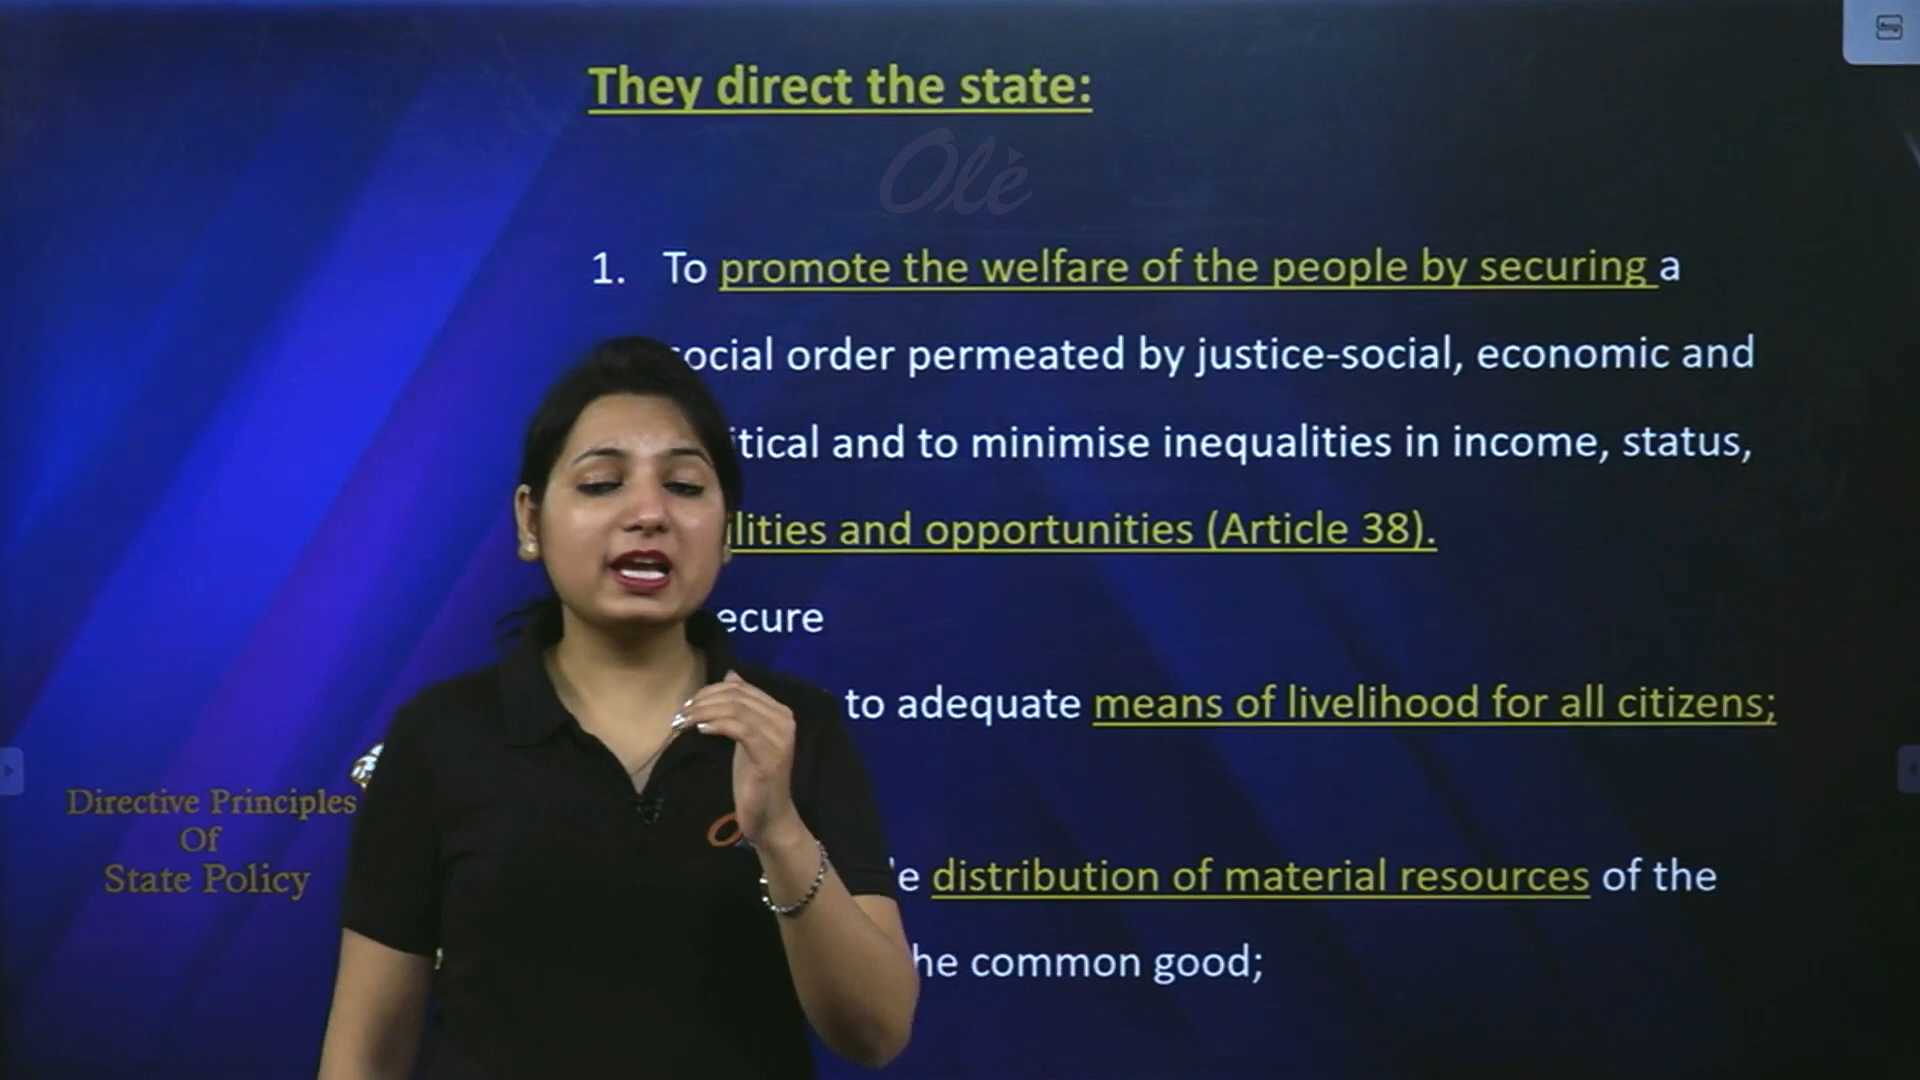 They direct the state:
Olè
1. To promote the welfare of the people by securing a
social order permeated by justice-social, economic and
itical and to minimise inequalities in income, status,
ilities and opportunities (Article 38).
ecure
to adequate means of livelihood for all citizens;
Directive Principles
Of
State Policy
e distribution of material resources of the
he common good;